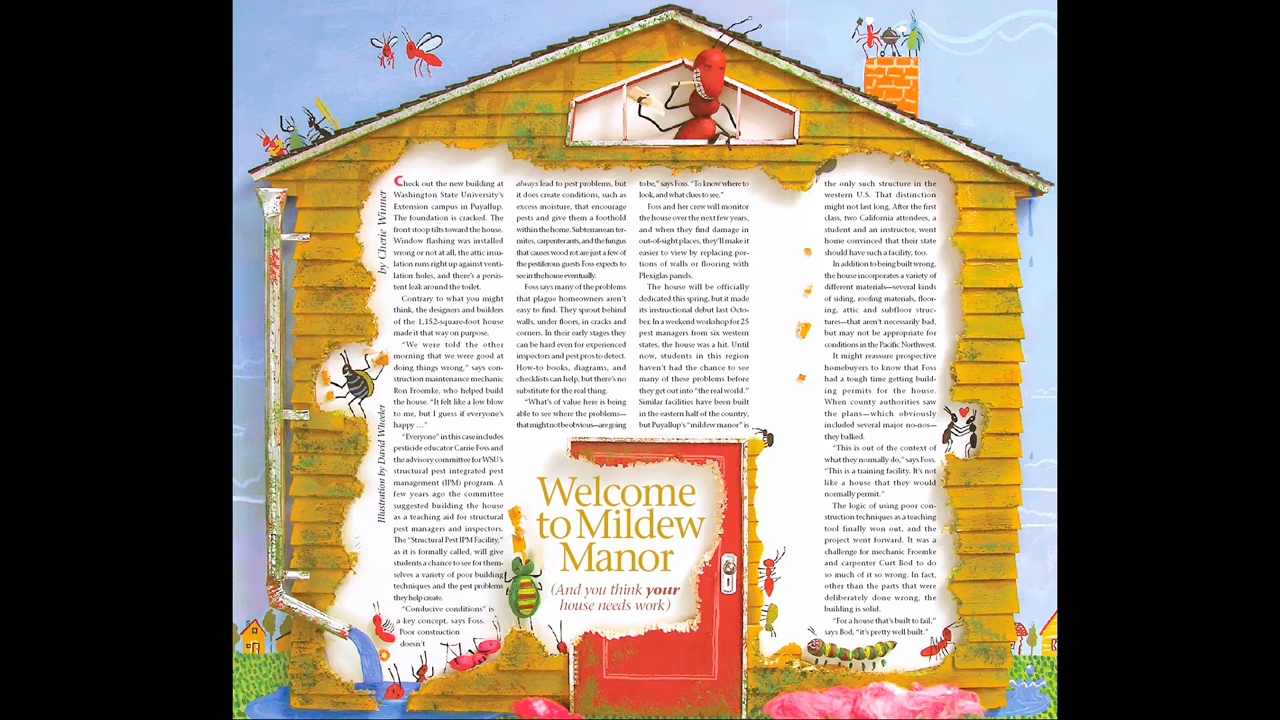 Check out the new building at
Washington State University's
Extension campus in Puyallup.
The foundation is cracked. The
front stoop tilts toward the house.
Window flashing was installed
wrong or not at all, the attic insu-
lation runs right up against venti-
lation holes, and there's a persis-
tent leak around the toilet.
Contrary to what you might
think, the designers and builders
of the 1,152-square-foot house
made it that way on purpose.
"We were told the other
morning that we were good at
doing things wrong," says con-
struction maintenance mechanic
Ron Froemke, who helped build
the house. "It felt like a low blow
to me, but I guess if everyone's
happy …"
"Everyone" in this case includes
pesticide educator Carrie Foss and
the advisory committee for WSU's
structural pest integrated pest
management (IPM) program. A
few years ago the committee
suggested building the house
as a teaching aid for structural
pest managers and inspectors.
The "Structural Pest IPM Facility,"
as it is formally called, will give
students a chance to see for them-
selves a variety of poor building
techniques and the pest problems
they help create.
"Conducive conditions" is
a key concept, says Foss.
Poor construction
doesn't
by Cherie Winner
Illustration by David Wheeler
always lead to pest problems, but
it does create conditions, such as
excess moisture, that encourage
pests and give them a foothold
within the home. Subterranean ter-
mites, carpenter ants, and the fungus
that causes wood rot are just a few of
the pestiferous guests Foss expects to
see in the house eventually.
Foss says many of the problems
that plague homeowners aren't
easy to find. They sprout behind
walls, under floors, in cracks and
corners. In their early stages they
can be hard even for experienced
inspectors and pest pros to detect.
How-to books, diagrams, and
checklists can help, but there's no
substitute for the real thing.
"What's of value here is being
able to see where the problems—
that might not be obvious—are going
to be," says Foss. "To know where to
look, and what clues to see."
Foss and her crew will monitor
the house over the next few years,
and when they find damage in
out-of-sight places, they'll make it
easier to view by replacing por-
tions of walls or flooring with
Plexiglas panels.
The house will be officially
dedicated this spring, but it made
its instructional debut last Octo-
ber. In a weekend workshop for 25
pest managers from six western
states, the house was a hit. Until
now, students in this region
haven't had the chance to see
many of these problems before
they get out into "the real world."
Similar facilities have been built
in the eastern half of the country,
but Puyallup's "mildew manor" is
the only such structure in the
western U.S. That distinction
might not last long. After the first
class, two California attendees, a
student and an instructor, went
home convinced that their state
should have such a facility, too.
In addition to being built wrong,
the house incorporates a variety of
different materials—several kinds
of siding, roofing materials, floor-
ing, attic and subfloor struc-
tures—that aren't necessarily bad,
but may not be appropriate for
conditions in the Pacific Northwest.
It might reassure prospective
homebuyers to know that Foss
had a tough time getting build-
ing permits for the house.
When county authorities saw
the plans—which obviously
included several major no-nos—
they balked.
"This is out of the context of
what they normally do," says Foss.
"This is a training facility. It's not
like a house that they would
normally permit."
The logic of using poor con-
struction techniques as a teaching
tool finally won out, and the
project went forward. It was a
challenge for mechanic Froemke
and carpenter Curt Bod to do
so much of it so wrong. In fact,
other than the parts that were
deliberately done wrong, the
building is solid.
"For a house that's built to fail,"
says Bod, "it's pretty well built."
Welcome
to Mildew
Manor
(And you think your
house needs work)